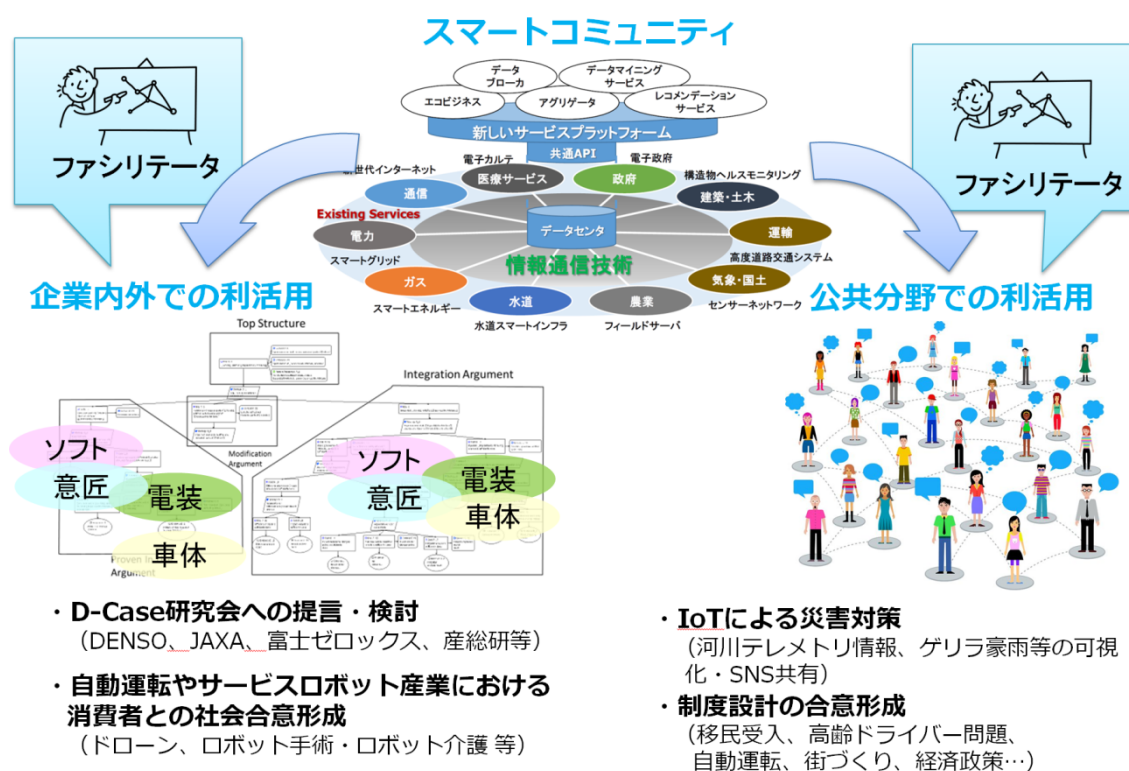 スマートコミュニティ
ファシリテータ
ファシリテータ
データ
ブローカ
データマイニング
サービス
エコビジネス
アグリゲータ
レコメンデーション
サービス
新しいサービスプラットフォーム
共通API
電子カルテ
電子政府
世代インターネット
医療サービス
政府
構造物ヘルスモニタリング
通信
建築・土木
Existing Services
データセンタ
電力
運輸
スマートグリッド
情報通信技術
高度道路交通システム
ガス
気象・国土
企業内外での利活用
スマートエネルギー
水道
農業
センサーネットワーク
公共分野での利活用
水道スマートインフラ
フィールドサーバ
Top Structure
Integration Argument
Modification
Argument
ソフト
意匠
電装
車体
Proven In
Argument
ソフト
意匠
電装
車体
・D-Case研究会への提言・検討
（DENSO、JAXA、富士ゼロックス、産総研等）
・自動運転やサービスロボット産業における
消費者との社会合意形成
（ドローン、ロボット手術・ロボット介護 等）
・IoTによる災害対策
（河川テレメトリ情報、ゲリラ豪雨等の可視
化・SNS共有）
・制度設計の合意形成
（移民受入、高齢ドライバー問題、
自動運転、街づくり、経済政策…）